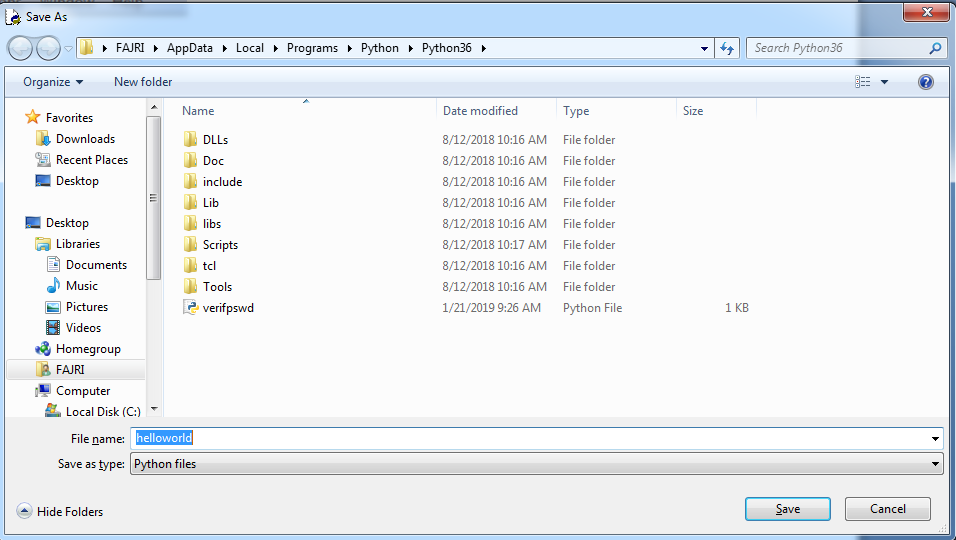 Save As
FAJRI AppData Local Programs Python Python36
Search Python36
Organize New folder
Name Date modified Type Size
Favorites
Downloads
Recent Places
Desktop
Desktop
Libraries
Documents
Music
Pictures
Videos
Homegroup
FAJRI
Computer
Local Disk (C:)
DLLs 8/12/2018 10:16 AM File folder
Doc 8/12/2018 10:16 AM File folder
include 8/12/2018 10:16 AM File folder
Lib 8/12/2018 10:16 AM File folder
libs 8/12/2018 10:16 AM File folder
Scripts 8/12/2018 10:17 AM File folder
tcl 8/12/2018 10:16 AM File folder
Tools 8/12/2018 10:16 AM File folder
verifpswd 1/21/2019 9:26 AM Python File 1 KB
File name: helloworld
Save as type: Python files
Hide Folders
Save Cancel